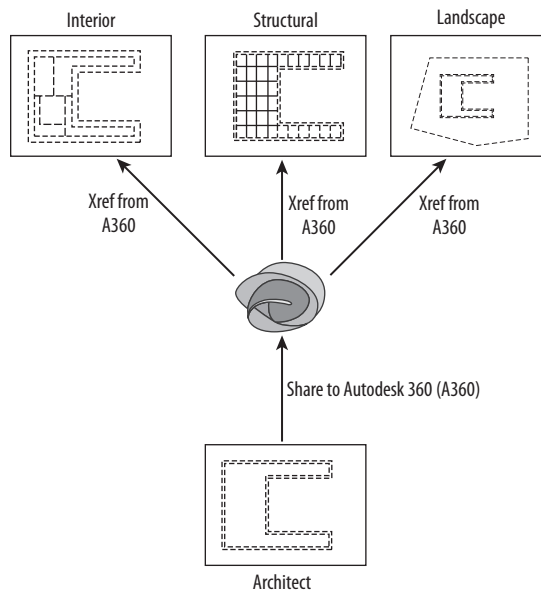 Interior
Structural
Landscape
Xref from
A360
Xref from
A360
Xref from
A360
Share to Autodesk 360 (A360)
Architect